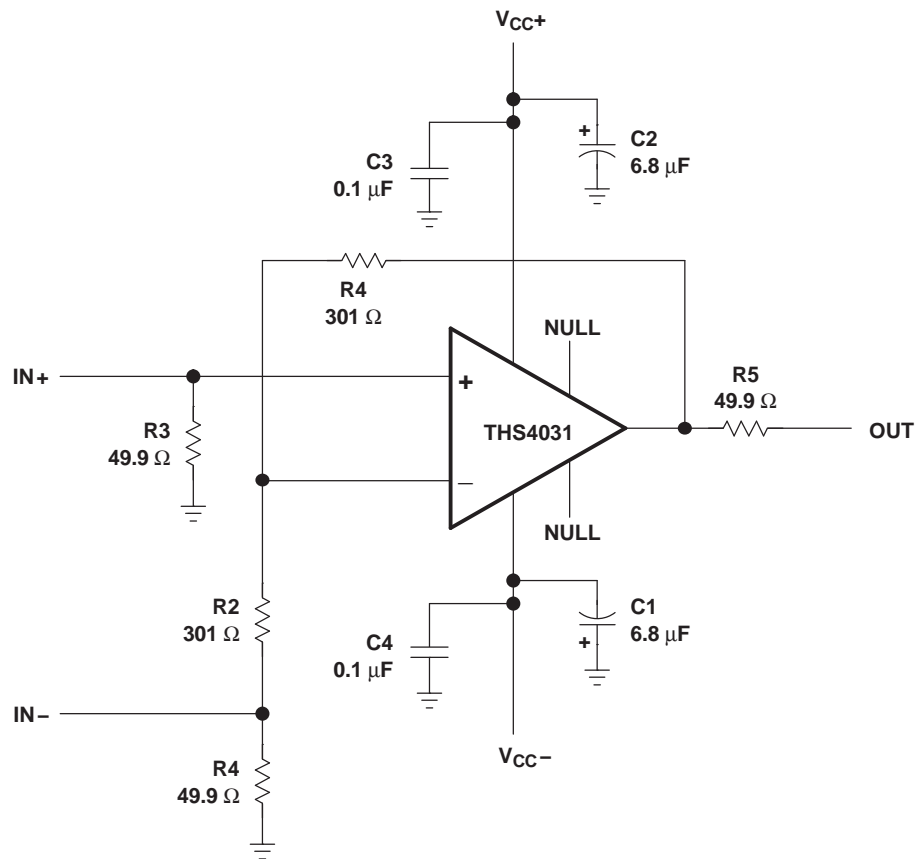 VCC+
C3
0.1 μF
+
C2
6.8 μF
R4
301 Ω
NULL
IN+
+
R5
49.9 Ω
R3
49.9 Ω
THS4031
OUT
–
NULL
R2
301 Ω
C4
0.1 μF
C1
6.8 μF
+
IN–
VCC–
R4
49.9 Ω